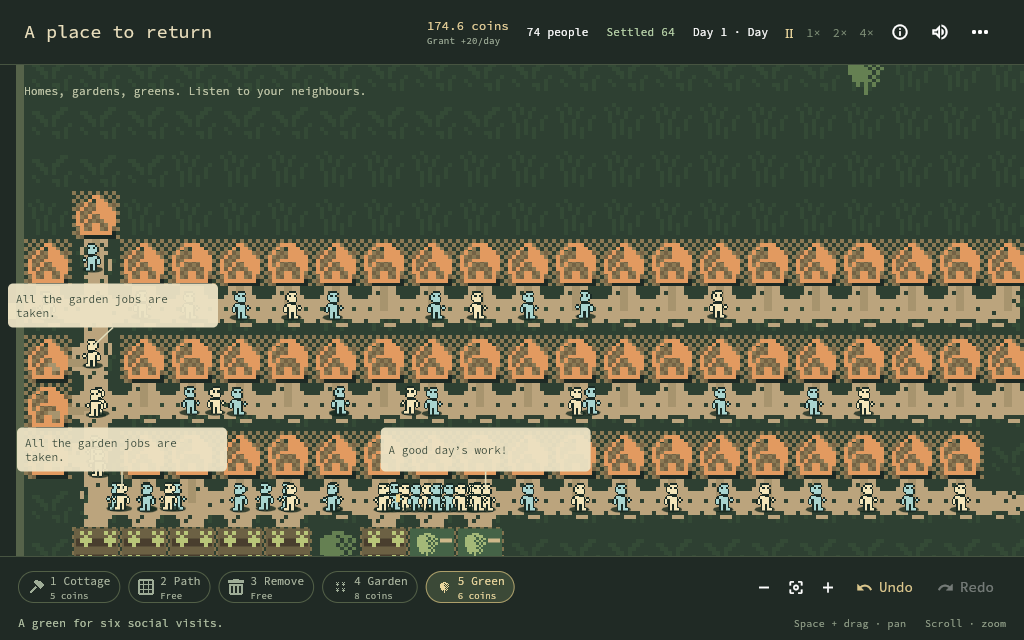 A place to return
174.6 coins
Grant +20/day
74 people
Settled 64
Day 1 · Day
1×
2×
4×
Homes, gardens, greens. Listen to your neighbours.
All the garden jobs are
taken.
All the garden jobs are
taken.
A good day's work!
1 Cottage
5 coins
2 Path
Free
3 Remove
Free
4 Garden
8 coins
5 Green
6 coins
Undo
Redo
A green for six social visits.
Space + drag · pan
Scroll · zoom